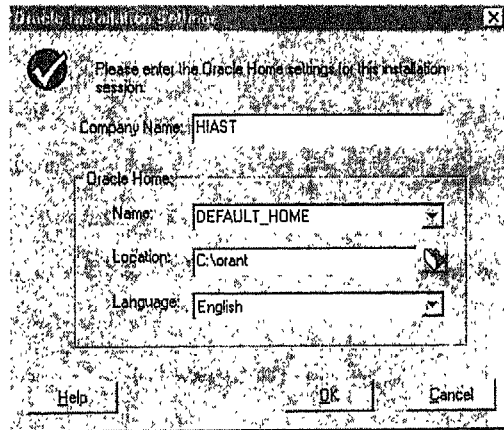 Oracle Installation Settings
Please enter the Oracle Home settings for this installation
session.
Company Name: HIAST
Oracle Home:
Name: DEFAULT_HOME
Location: C:\orant
Language: English
Help OK Cancel